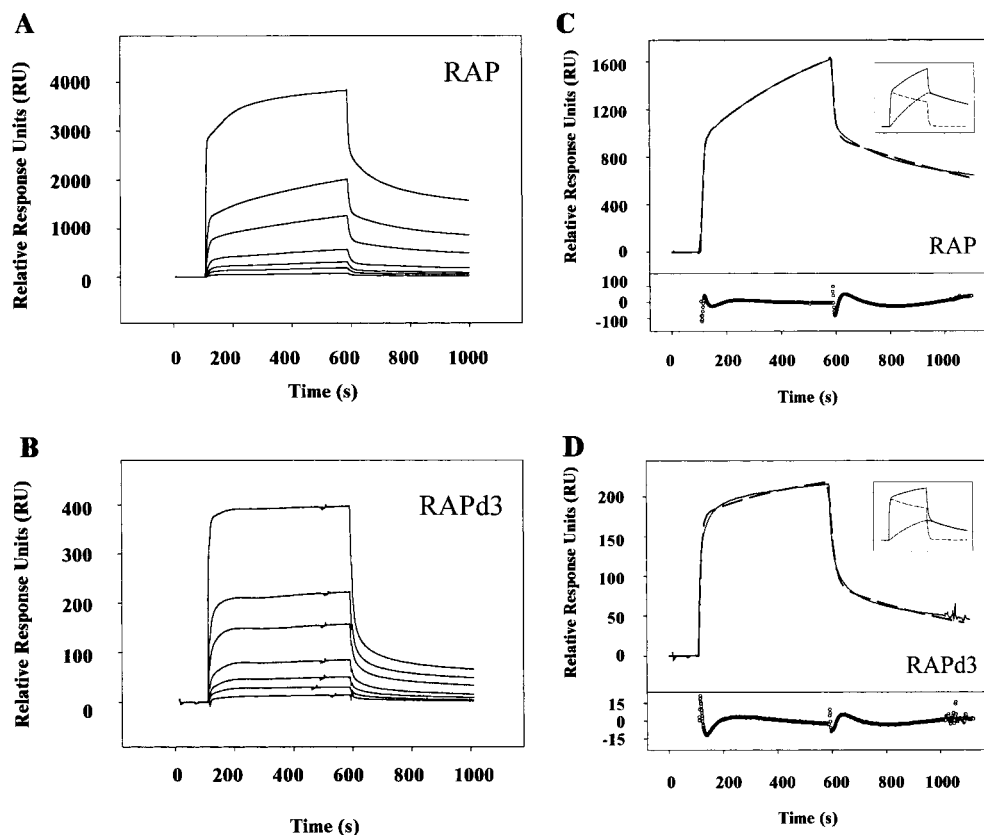 A
RAP
Relative Response Units (RU)
4000
3000
2000
1000
0
0 200 400 600 800 1000
Time (s)
B
RAPd3
Relative Response Units (RU)
400
300
200
100
0
0 200 400 600 800 1000
Time (s)
C
Relative Response Units (RU)
1600
1200
800
400
0
RAP
100
0
-100
0 200 400 600 800 1000
Time (s)
D
Relative Response Units (RU)
200
150
100
50
0
RAPd3
15
0
-15
0 200 400 600 800 1000
Time (s)